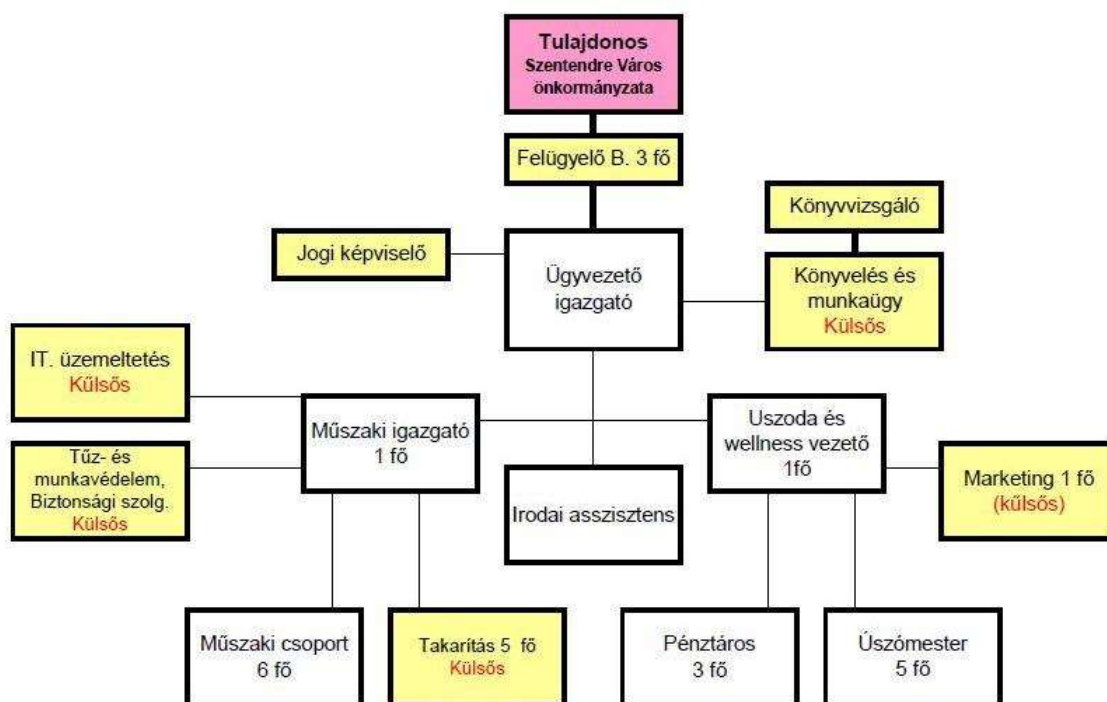 Tulajdonos
Szentendre Város
önkormányzata
Felügyelő B. 3 fő
Könyvvizsgáló
Jogi képviselő
Ügyvezető
igazgató
Könyvelés és
munkaügy
Külsős
IT. üzemeltetés
Kűlsős
Műszaki igazgató
1 fő
Uszoda és
wellness vezető
1fő
Tűz- és
munkavédelem,
Biztonsági szolg.
Külsős
Marketing 1 fő
(kűlsős)
Irodai asszisztens
Műszaki csoport
6 fő
Takarítás 5 fő
Külsős
Pénztáros
3 fő
Úszómester
5 fő